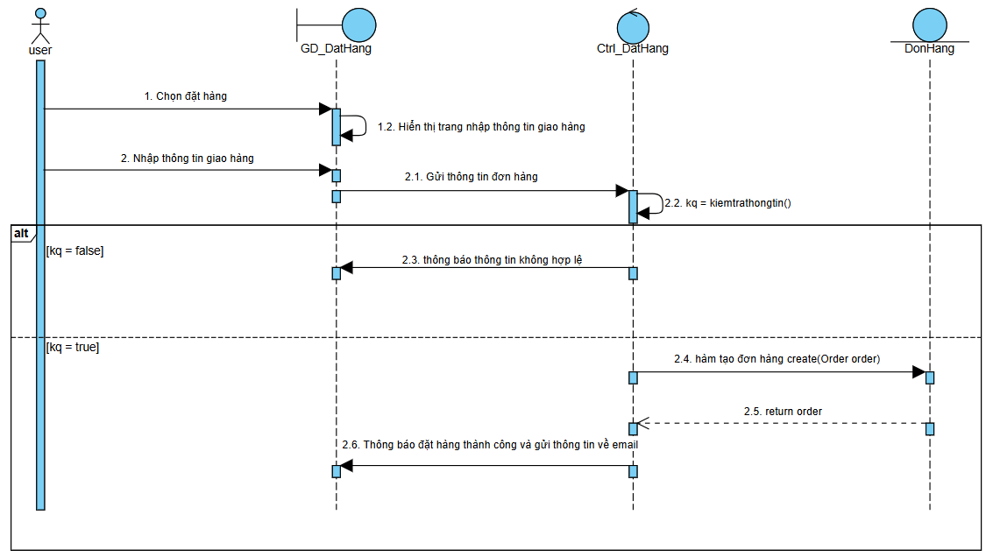 user
GD_DatHang
Ctrl_DatHang
DonHang
1. Chọn đặt hàng
1.2. Hiển thị trang nhập thông tin giao hàng
2. Nhập thông tin giao hàng
2.1. Gửi thông tin đơn hàng
2.2. kq = kiemtrathongtin()
alt
[kq = false]
2.3. thông báo thông tin không hợp lệ
[kq = true]
2.4. hàm tạo đơn hàng create(Order order)
2.5. return order
2.6. Thông báo đặt hàng thành công và gửi thông tin về email